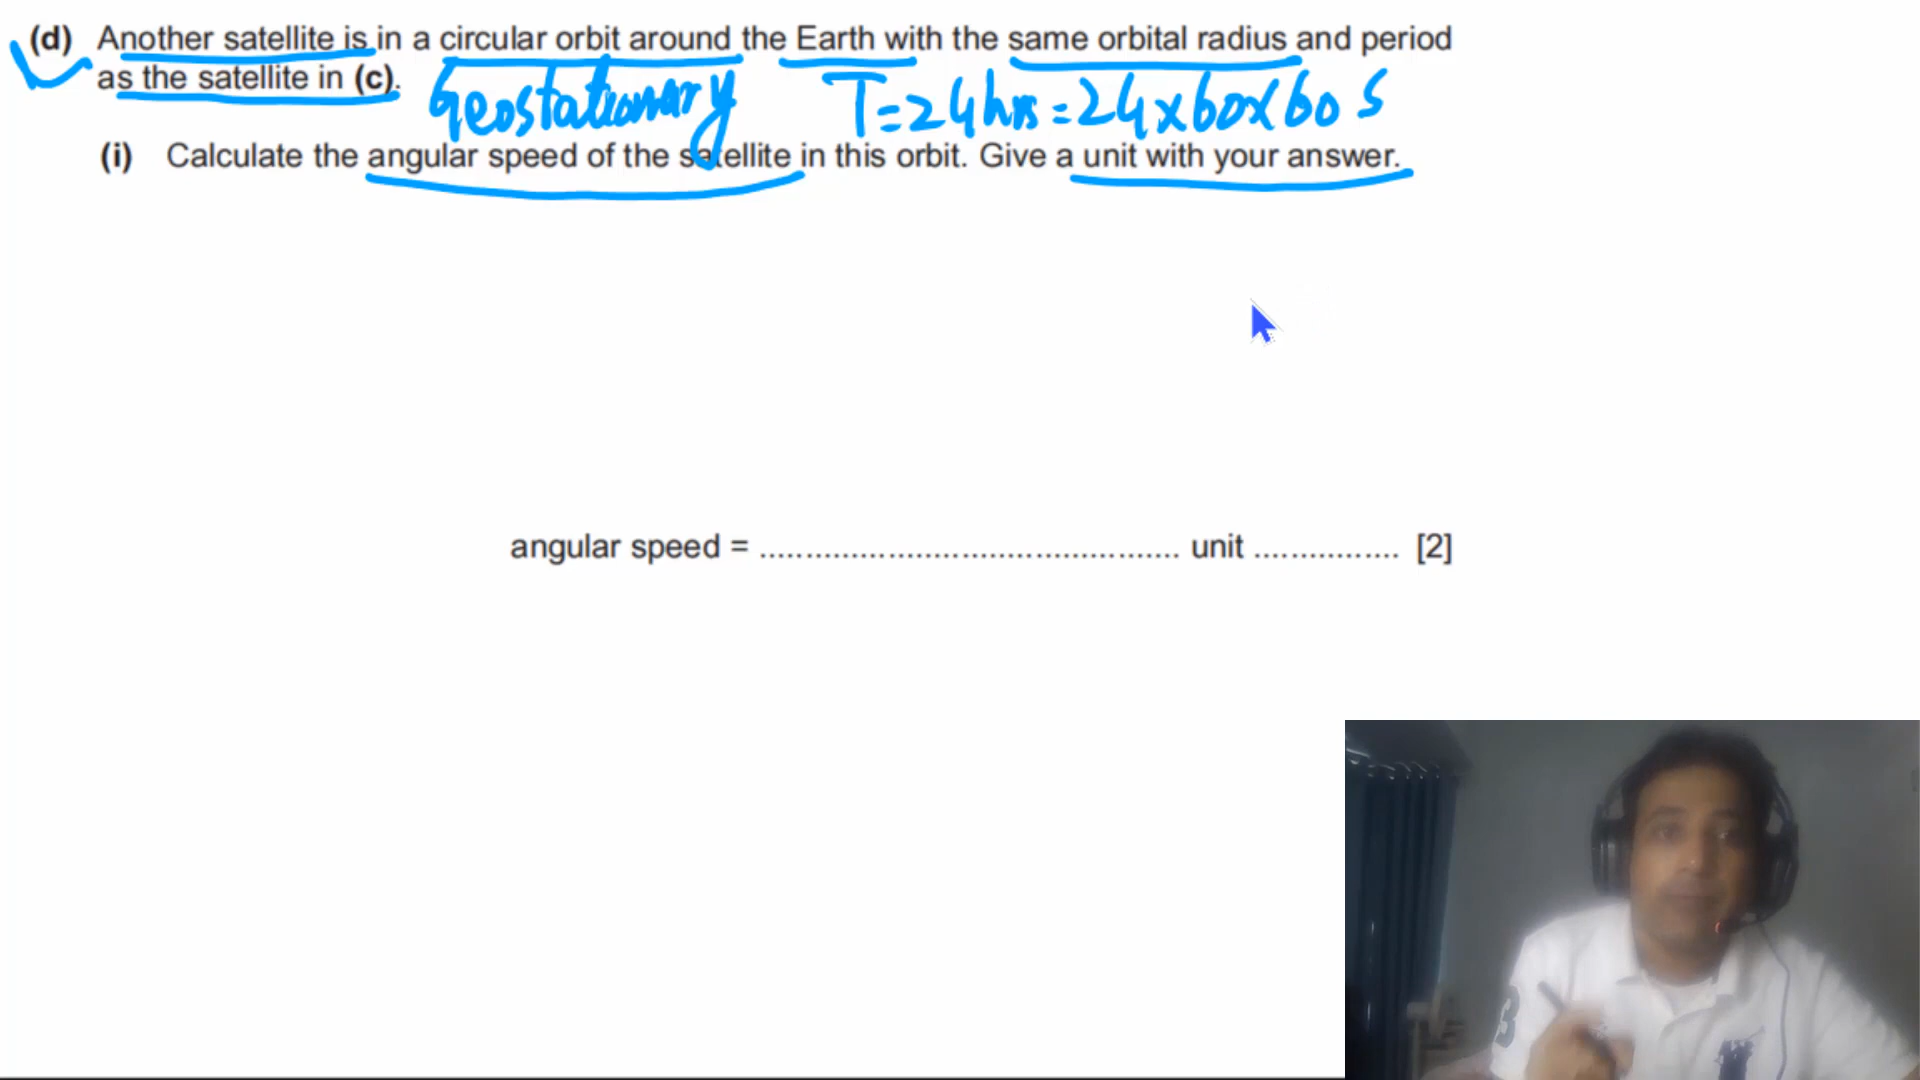 (d) Another satellite is in a circular orbit around the Earth with the same orbital radius and period
as the satellite in (c).
Geostationary T=24hrs=24x60x60 S
(i) Calculate the angular speed of the satellite in this orbit. Give a unit with your answer.
angular speed = .............................................. unit ................ [2]
3